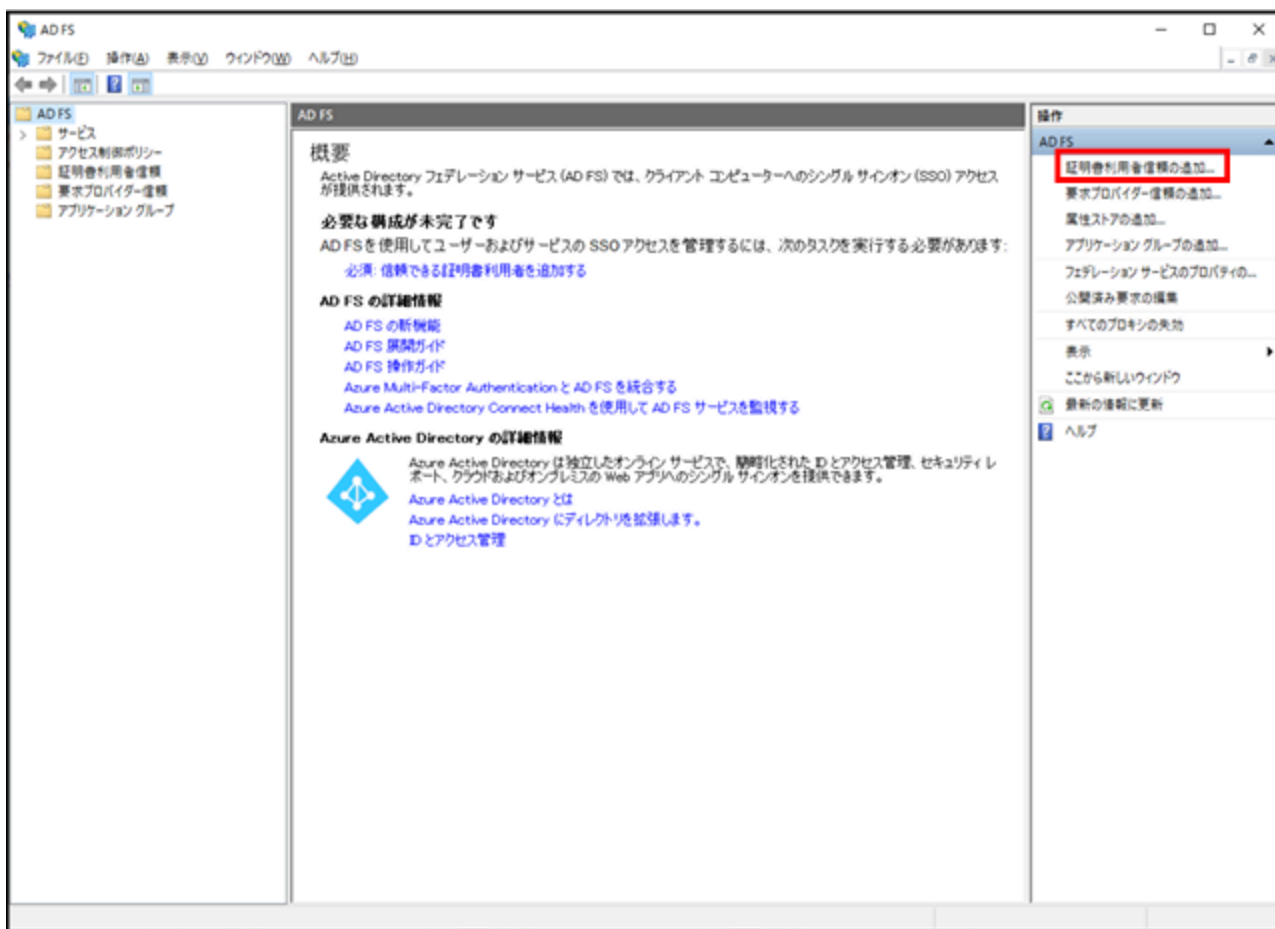 AD FS
ファイル(F) 操作(A) 表示(V) ウィンドウ(W) ヘルプ(H)
AD FS
サービス
アクセス制御ポリシー
証明書利用者信頼
要求プロバイダー信頼
アプリケーション グループ
AD FS
概要
Active Directory フェデレーション サービス (AD FS) では、クライアント コンピューターへのシングル サインオン (SSO) アクセス
が提供されます。
必要な構成が未完了です
AD FS を使用してユーザーおよびサービスの SSO アクセスを管理するには、次のタスクを実行する必要があります:
必須: 信頼できる証明書利用者を追加する
AD FS の詳細情報
AD FS の新機能
AD FS 展開ガイド
AD FS 操作ガイド
Azure Multi-Factor Authentication と AD FS を統合する
Azure Active Directory Connect Health を使用して AD FS サービスを監視する
Azure Active Directory の詳細情報
Azure Active Directory は独立したオンライン サービスで、簡略化された ID とアクセス管理、セキュリティ レ
ポート、クラウドおよびオンプレミスの Web アプリへのシングル サインオンを提供できます。
Azure Active Directory とは
Azure Active Directory にディレクトリを拡張します。
ID とアクセス管理
操作
AD FS
証明書利用者信頼の追加...
要求プロバイダー信頼の追加...
属性ストアの追加...
アプリケーション グループの追加...
フェデレーション サービスのプロパティの...
公開済み要求の編集
すべてのプロキシの失効
表示
ここから新しいウィンドウ
最新の情報に更新
ヘルプ